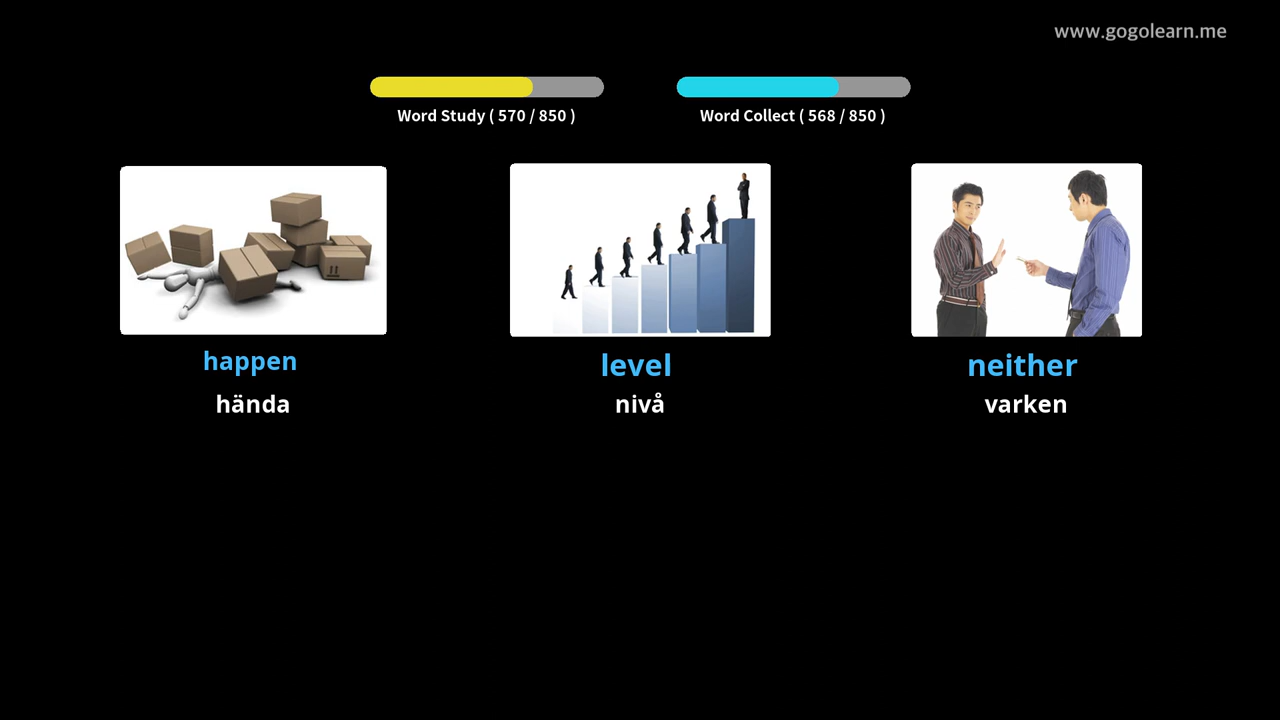 www.gogolearn.me
Word Study ( 570 / 850 )
Word Collect ( 568 / 850 )
happen
hända
level
nivå
neither
varken